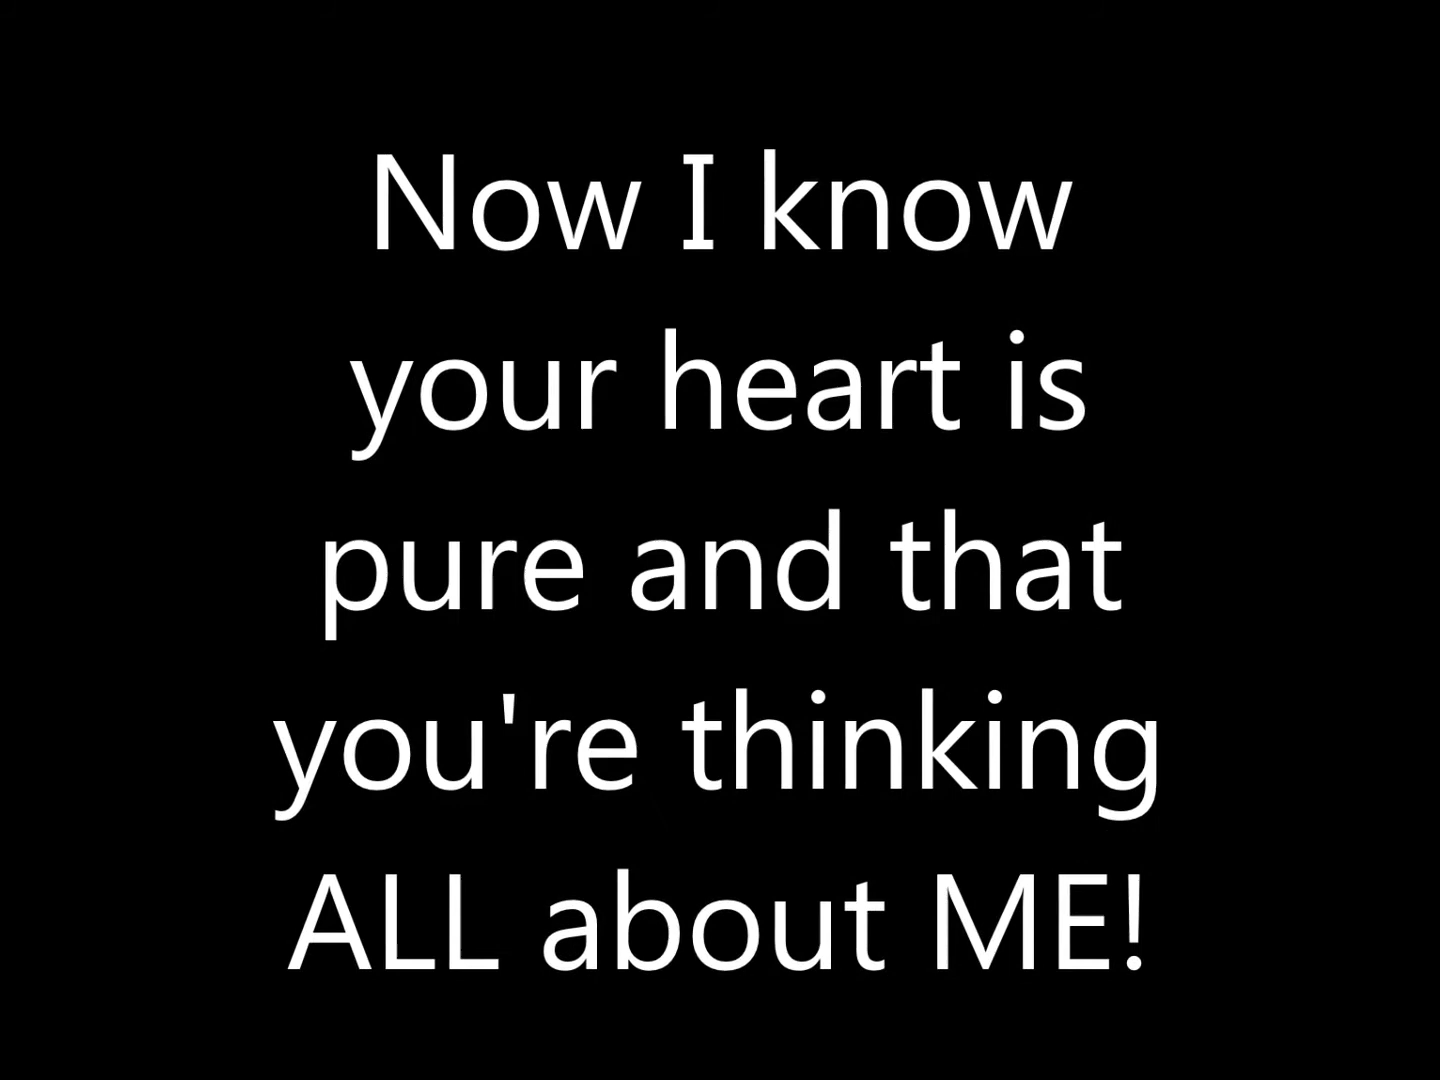 Now I know
your heart is
pure and that
you're thinking
ALL about ME!